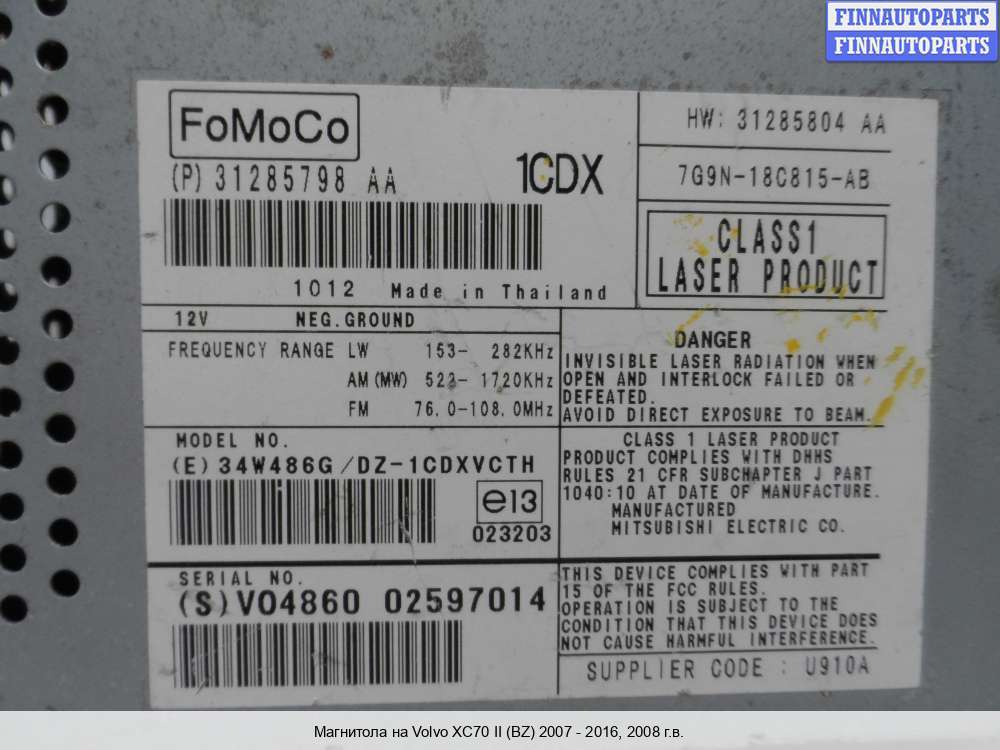 FINNAUTOPARTS
FINNAUTOPARTS
FoMoCo
(P) 31285798 AA
1CDX
1012 Made in Thailand
HW: 31285804 AA
7G9N-18C815-AB
CLASS1
LASER PRODUCT
12V NEG.GROUND
FREQUENCY RANGE LW 153- 282KHz
AM(MW) 522- 1720KHz
FM 76.0-108.0MHz
DANGER
INVISIBLE LASER RADIATION WHEN
OPEN AND INTERLOCK FAILED OR
DEFEATED.
AVOID DIRECT EXPOSURE TO BEAM.
MODEL NO.
(E) 34W486G/DZ-1CDXVCTH
e13
023203
CLASS 1 LASER PRODUCT
PRODUCT COMPLIES WITH DHHS
RULES 21 CFR SUBCHAPTER J PART
1040:10 AT DATE OF MANUFACTURE.
MANUFACTURED
MITSUBISHI ELECTRIC CO.
SERIAL NO.
(S)VO4860 02597014
THIS DEVICE COMPLIES WITH PART
15 OF THE FCC RULES.
OPERATION IS SUBJECT TO THE
CONDITION THAT THIS DEVICE DOES
NOT CAUSE HARMFUL INTERFERENCE.
SUPPLIER CODE : U910A
Магнитола на Volvo XC70 II (BZ) 2007 - 2016, 2008 г.в.